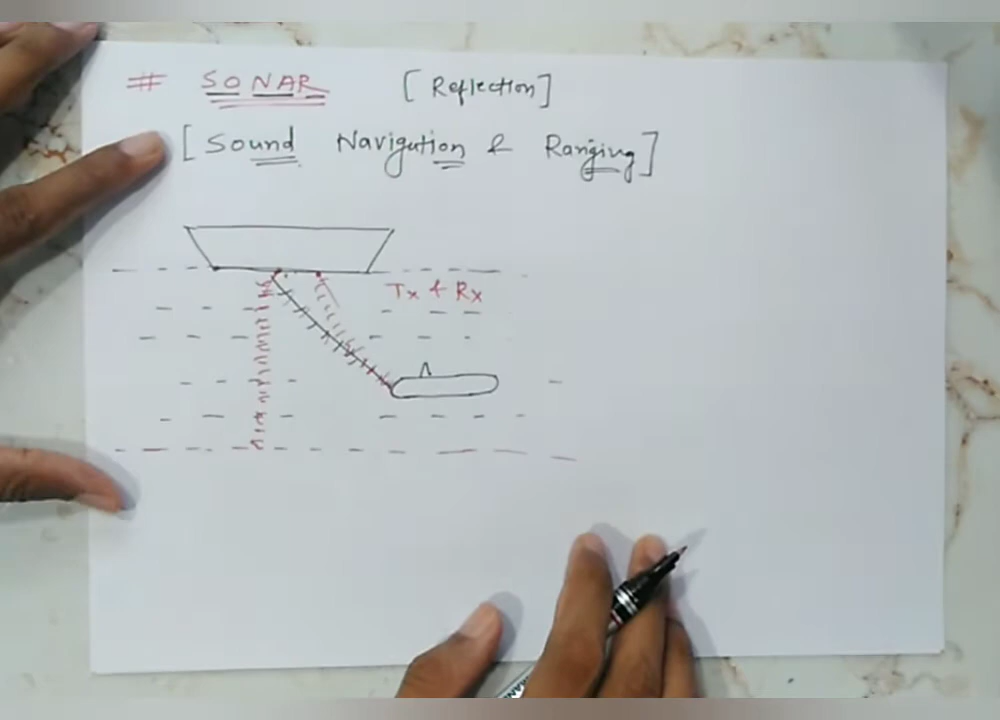 # SONAR [Reflection]
[Sound Navigation & Ranging]
Tx & Rx